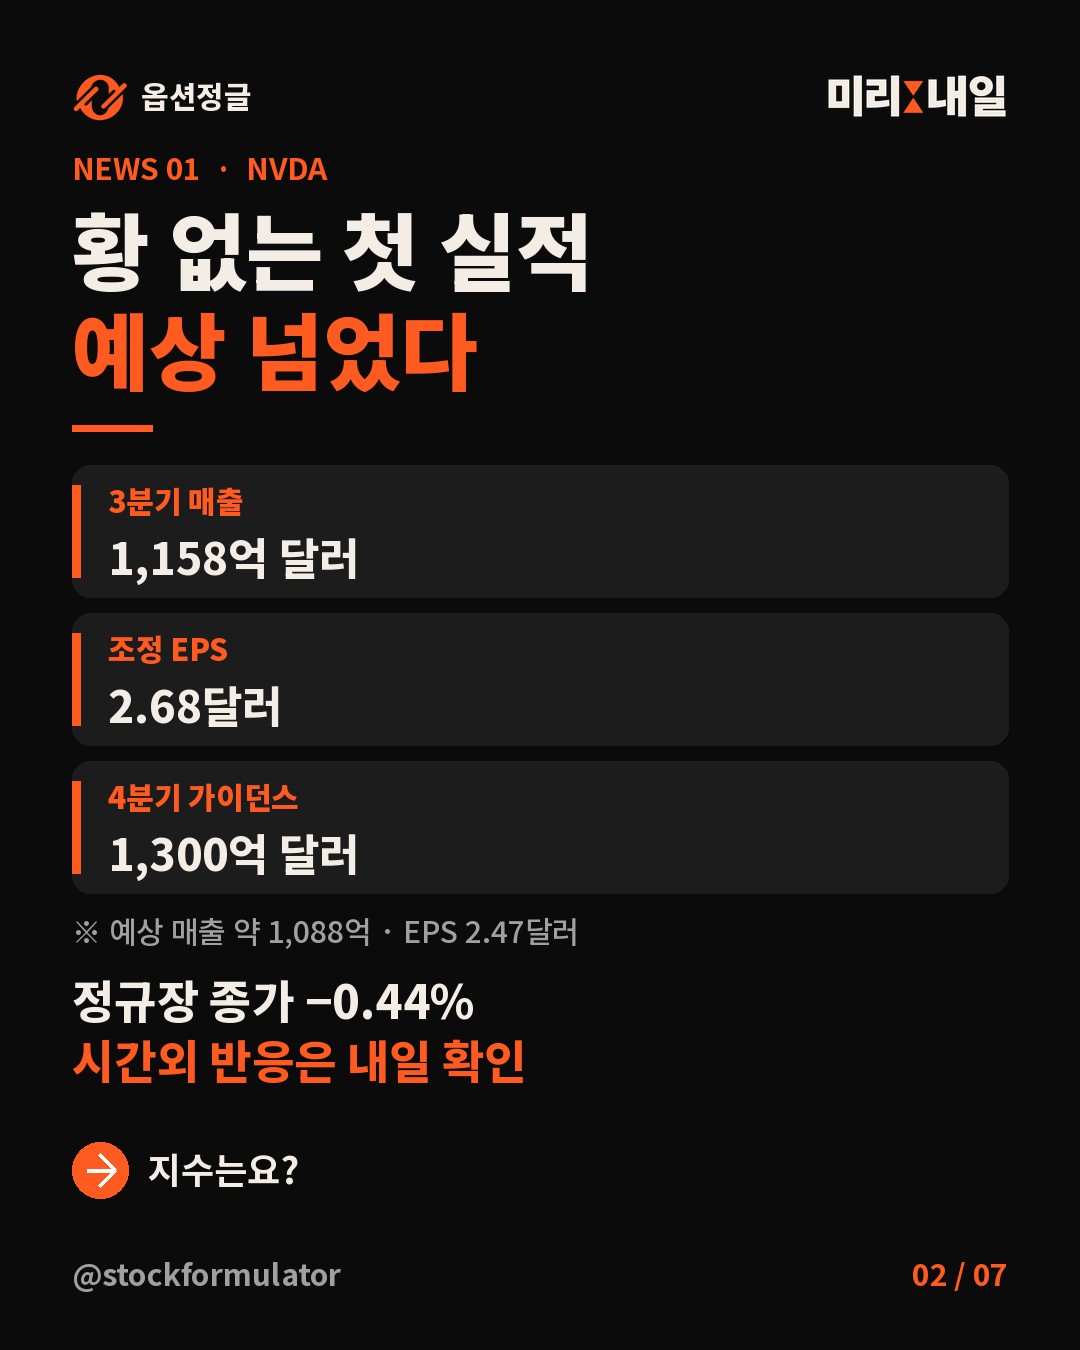 옵션정글
미리내일
NEWS 01 · NVDA
황 없는 첫 실적
예상 넘었다
3분기 매출
1,158억 달러
조정 EPS
2.68달러
4분기 가이던스
1,300억 달러
※ 예상 매출 약 1,088억 · EPS 2.47달러
정규장 종가 −0.44%
시간외 반응은 내일 확인
지수는요?
@stockformulator
02 / 07